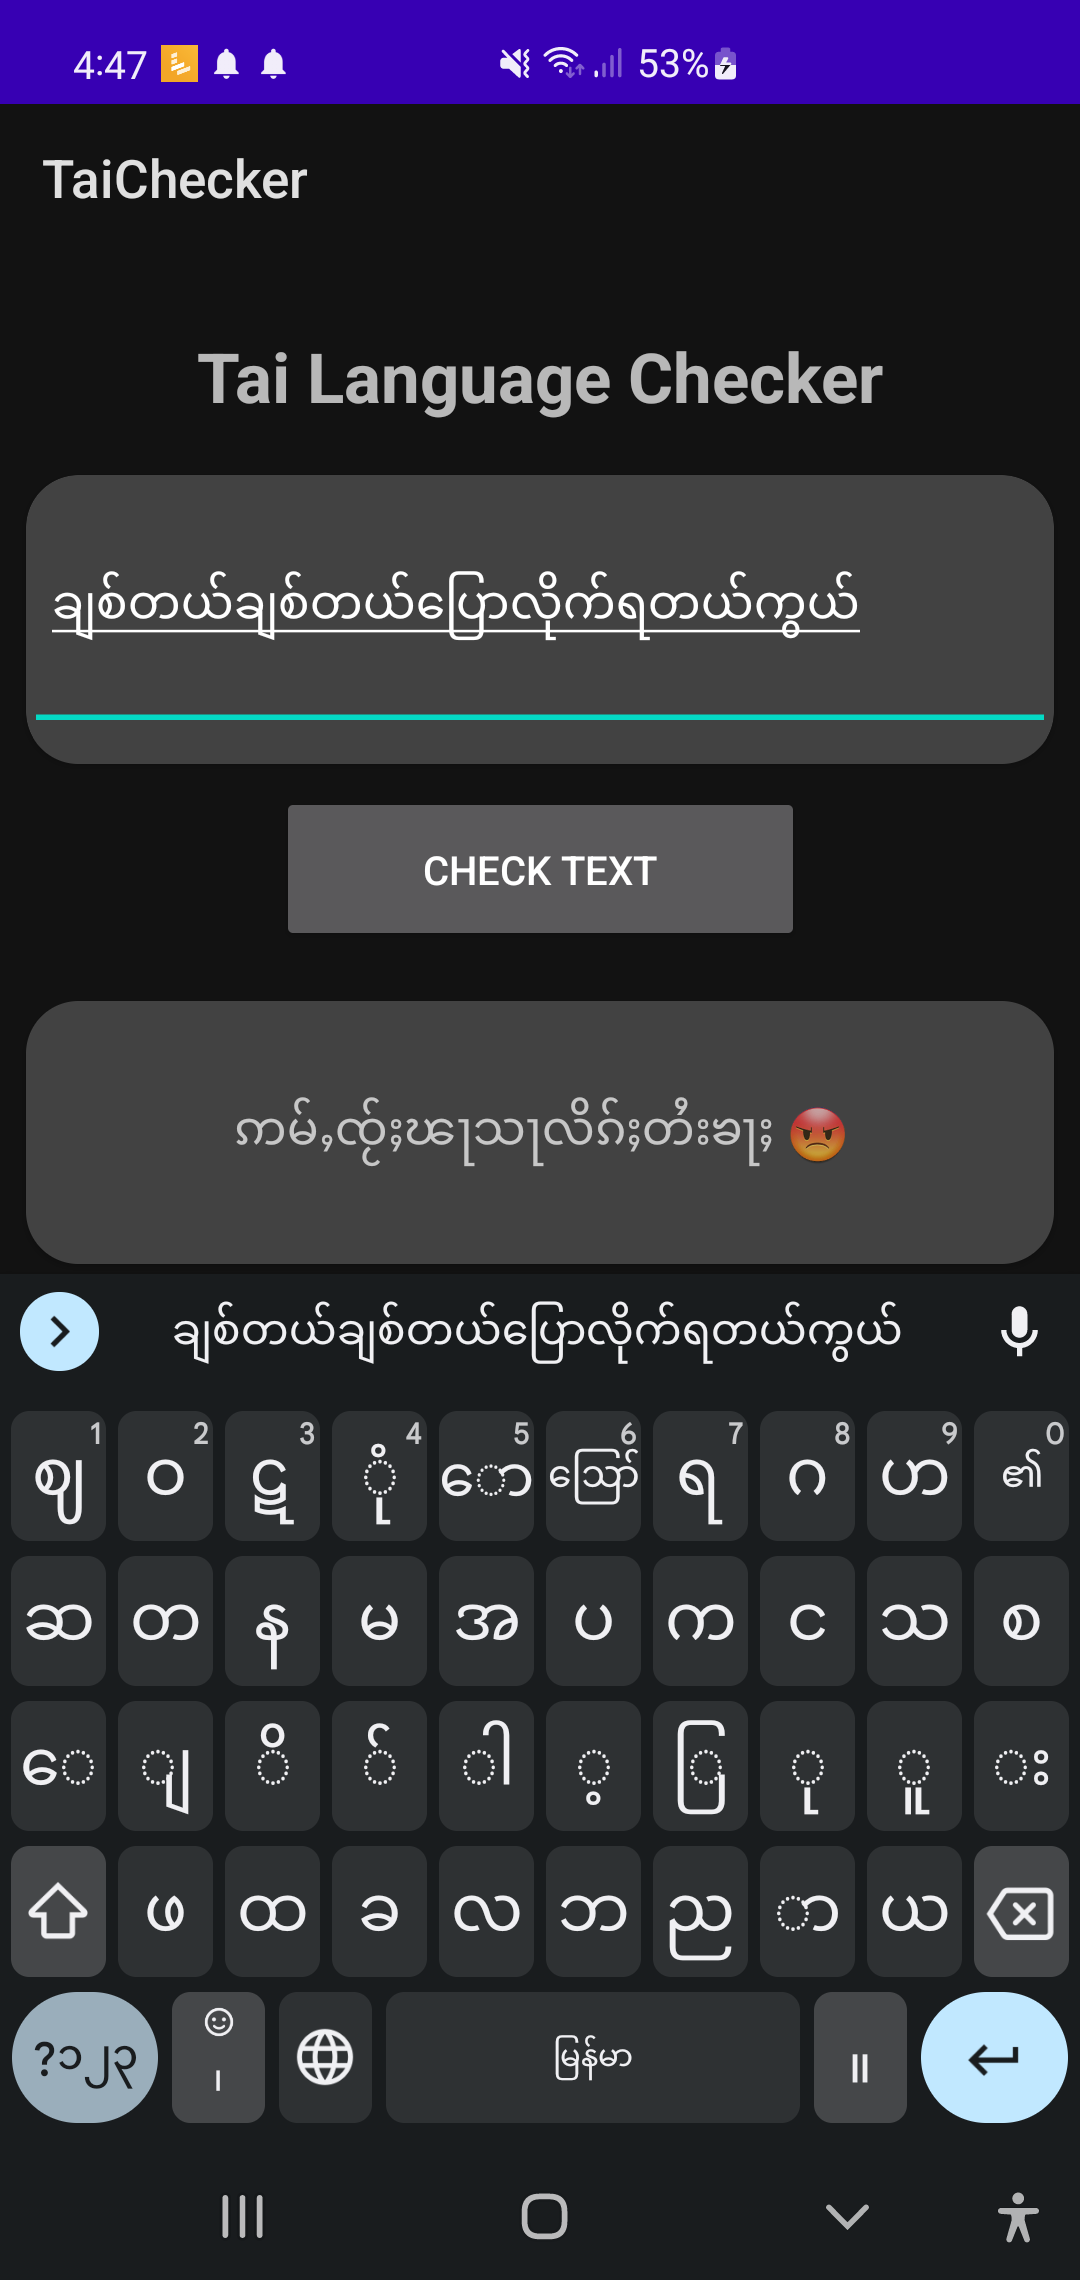 4:47
53%
TaiChecker
Tai Language Checker
ချစ်တယ်ချစ်တယ်ပြောလိုက်ရတယ်ကွယ်
CHECK TEXT
ဢမ်ႇၸႂ်ႈၽႃႇသႃႇလိၵ်ႈတႆးၶႃႈ 😡
ချစ်တယ်ချစ်တယ်ပြောလိုက်ရတယ်ကွယ်
1 2 3 4 5 6 7 8 9 0
ဈ ဝ ဋ္ဌ ို ော ဪ ရ ဂ ဟ ၏
ဆ တ န မ အ ပ က င သ စ
ေ ျ ိ ် ါ ့ ြ ု ူ း
ဖ ထ ခ လ ဘ ည ာ ယ
?၁၂၃ ၊ မြန်မာ ။